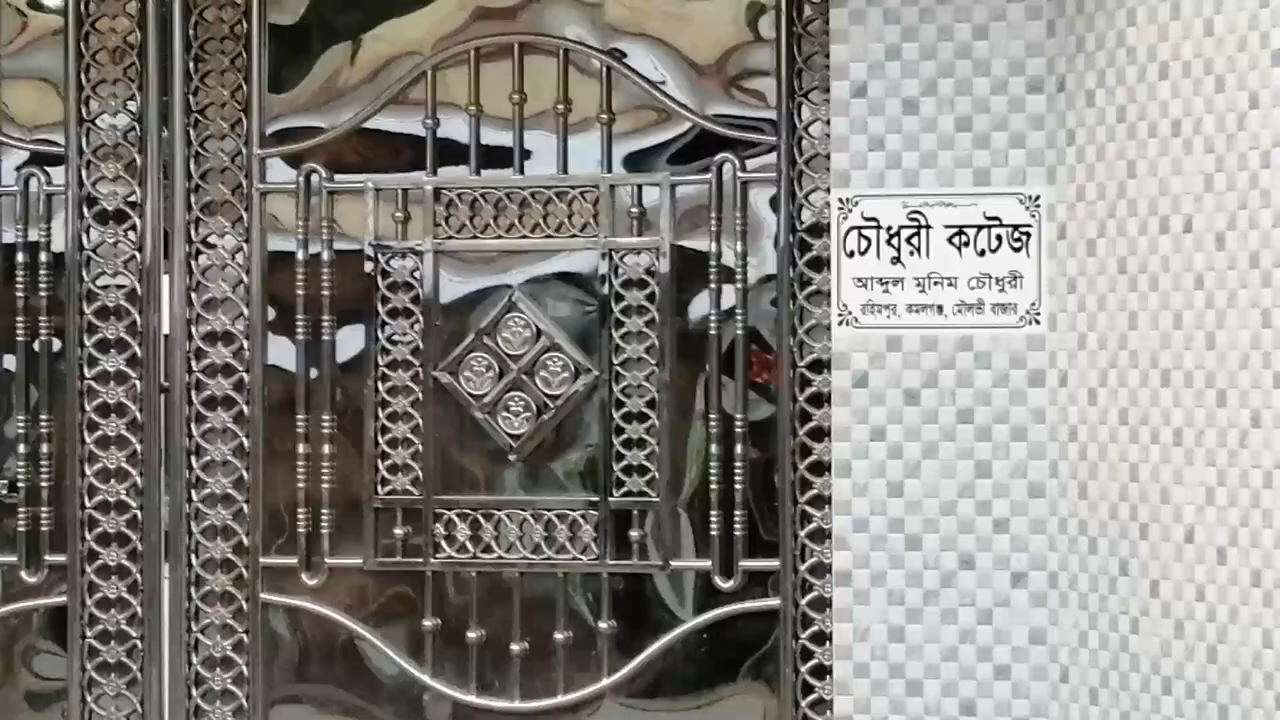 চৌধুরী কটেজ
আব্দুল মুনিম চৌধুরী
রহিমপুর, কমলগঞ্জ, মৌলভী বাজার